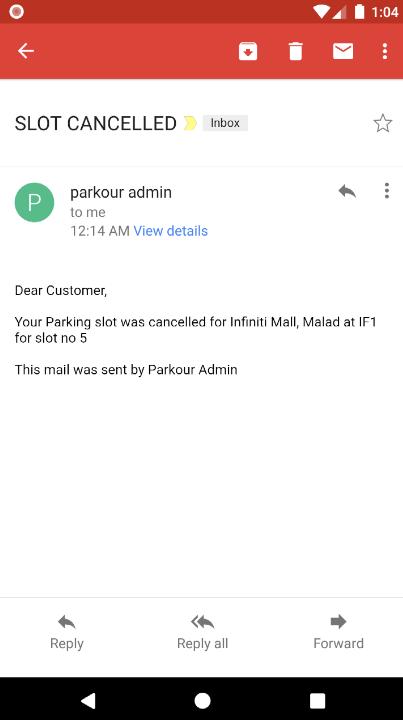 1:04
SLOT CANCELLED Inbox
P
parkour admin
to me
12:14 AM View details
Dear Customer,
Your Parking slot was cancelled for Infiniti Mall, Malad at IF1
for slot no 5
This mail was sent by Parkour Admin
Reply Reply all Forward